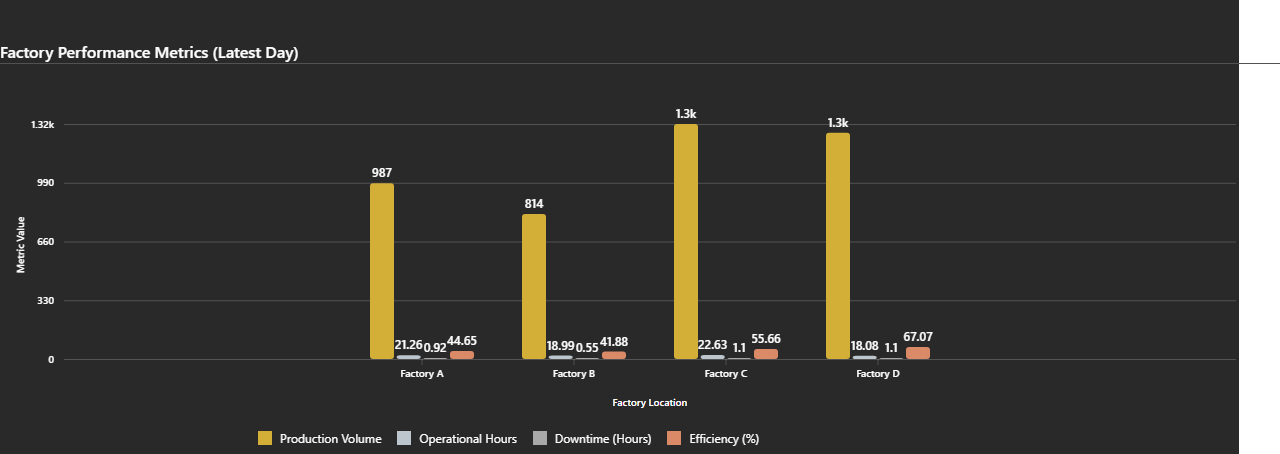 Factory Performance Metrics (Latest Day)
1.32k
990
660
330
0
Metric Value
987
21.26
0.92
44.65
814
18.99
0.55
41.88
1.3k
22.63
1.1
55.66
1.3k
18.08
1.1
67.07
Factory A
Factory B
Factory C
Factory D
Factory Location
Production Volume
Operational Hours
Downtime (Hours)
Efficiency (%)